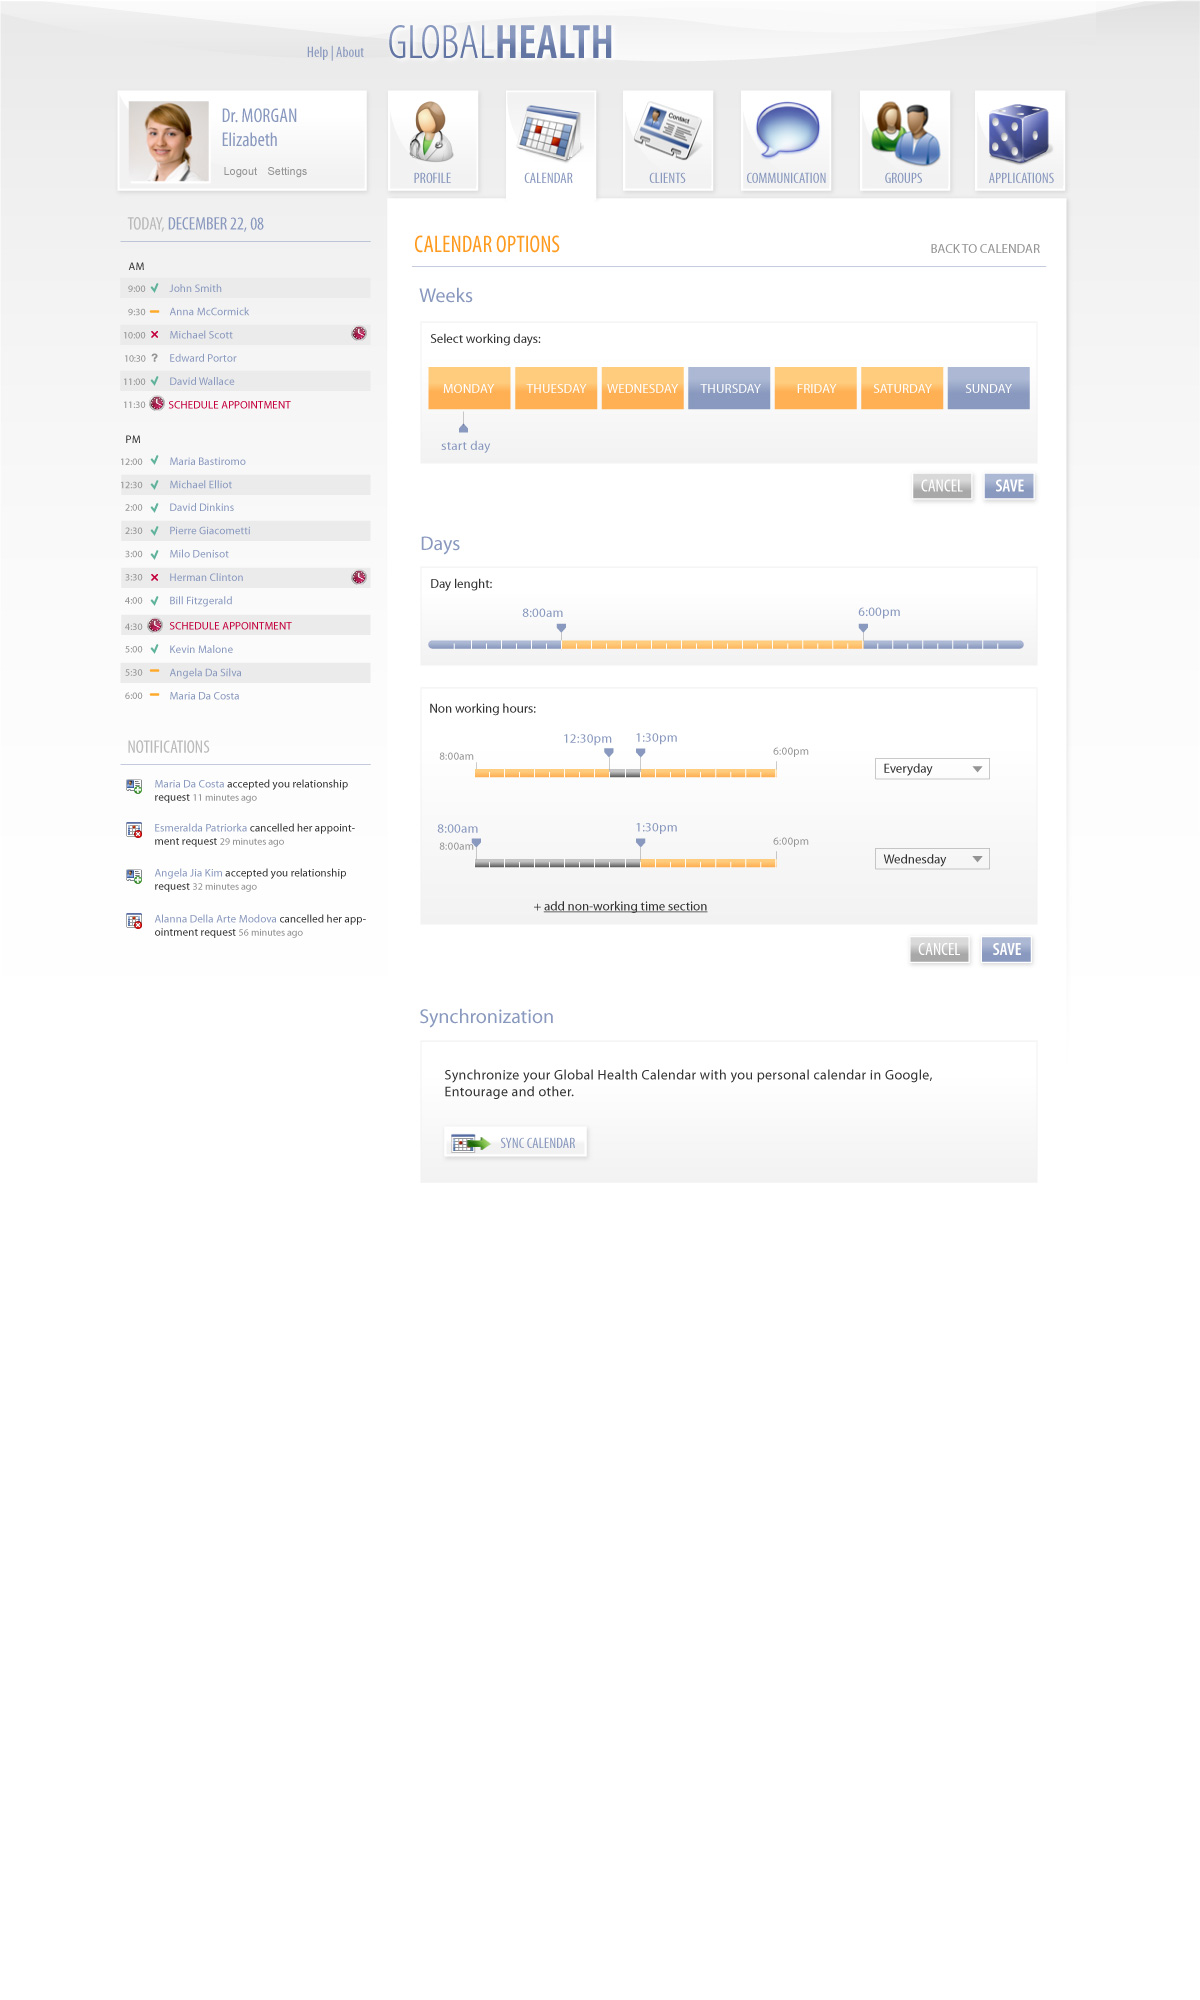 Help | About
GLOBALHEALTH
Dr. MORGAN
Elizabeth
Logout Settings
PROFILE
CALENDAR
CLIENTS
Contact
COMMUNICATION
GROUPS
APPLICATIONS
TODAY, DECEMBER 22, 08
AM
9:00 John Smith
9:30 Anna McCormick
10:00 Michael Scott
10:30 ? Edward Portor
11:00 David Wallace
11:30 SCHEDULE APPOINTMENT
PM
12:00 Maria Bastiromo
12:30 Michael Elliot
2:00 David Dinkins
2:30 Pierre Giacometti
3:00 Milo Denisot
3:30 Herman Clinton
4:00 Bill Fitzgerald
4:30 SCHEDULE APPOINTMENT
5:00 Kevin Malone
5:30 Angela Da Silva
6:00 Maria Da Costa
NOTIFICATIONS
Maria Da Costa accepted you relationship
request 11 minutes ago
Esmeralda Patriorka cancelled her appoint-
ment request 29 minutes ago
Angela Jia Kim accepted you relationship
request 32 minutes ago
Alanna Della Arte Modova cancelled her app-
ointment request 56 minutes ago
CALENDAR OPTIONS
BACK TO CALENDAR
Weeks
Select working days:
MONDAY THUESDAY WEDNESDAY THURSDAY FRIDAY SATURDAY SUNDAY
start day
CANCEL SAVE
Days
Day lenght:
8:00am 6:00pm
Non working hours:
12:30pm 1:30pm
8:00am 6:00pm
Everyday
8:00am 1:30pm
8:00am 6:00pm
Wednesday
+ add non-working time section
CANCEL SAVE
Synchronization
Synchronize your Global Health Calendar with you personal calendar in Google,
Entourage and other.
SYNC CALENDAR